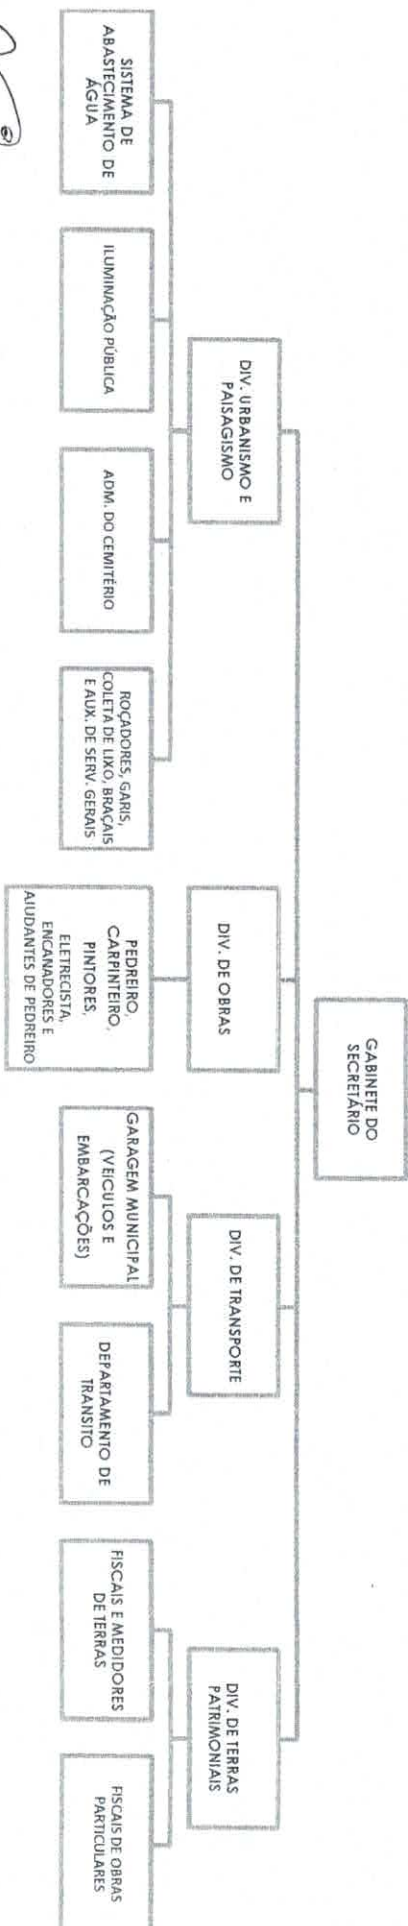 GABINETE DO
SECRETÁRIO
DIV. URBANISMO E
PAISAGISMO
DIV. DE OBRAS
DIV. DE TRANSPORTE
DIV. DE TERRAS
PATRIMONIAIS
SISTEMA DE
ABASTECIMENTO DE
ÁGUA
ILUMINAÇÃO PÚBLICA
ADM. DO CEMITÉRIO
ROÇADORES, GARIS,
COLETA DE LIXO, BRAÇAIS
E AUX. DE SERV. GERAIS
PEDREIRO,
CARPINTEIRO,
PINTORES,
ELETRECISTA,
ENCANADORES E
AJUDANTES DE PEDREIRO
GARAGEM MUNICIPAL
(VEICULOS E
EMBARCAÇÕES)
DEPARTAMENTO DE
TRANSITO
FISCAIS E MEDIDORES
DE TERRAS
FISCAIS DE OBRAS
PARTICULARES